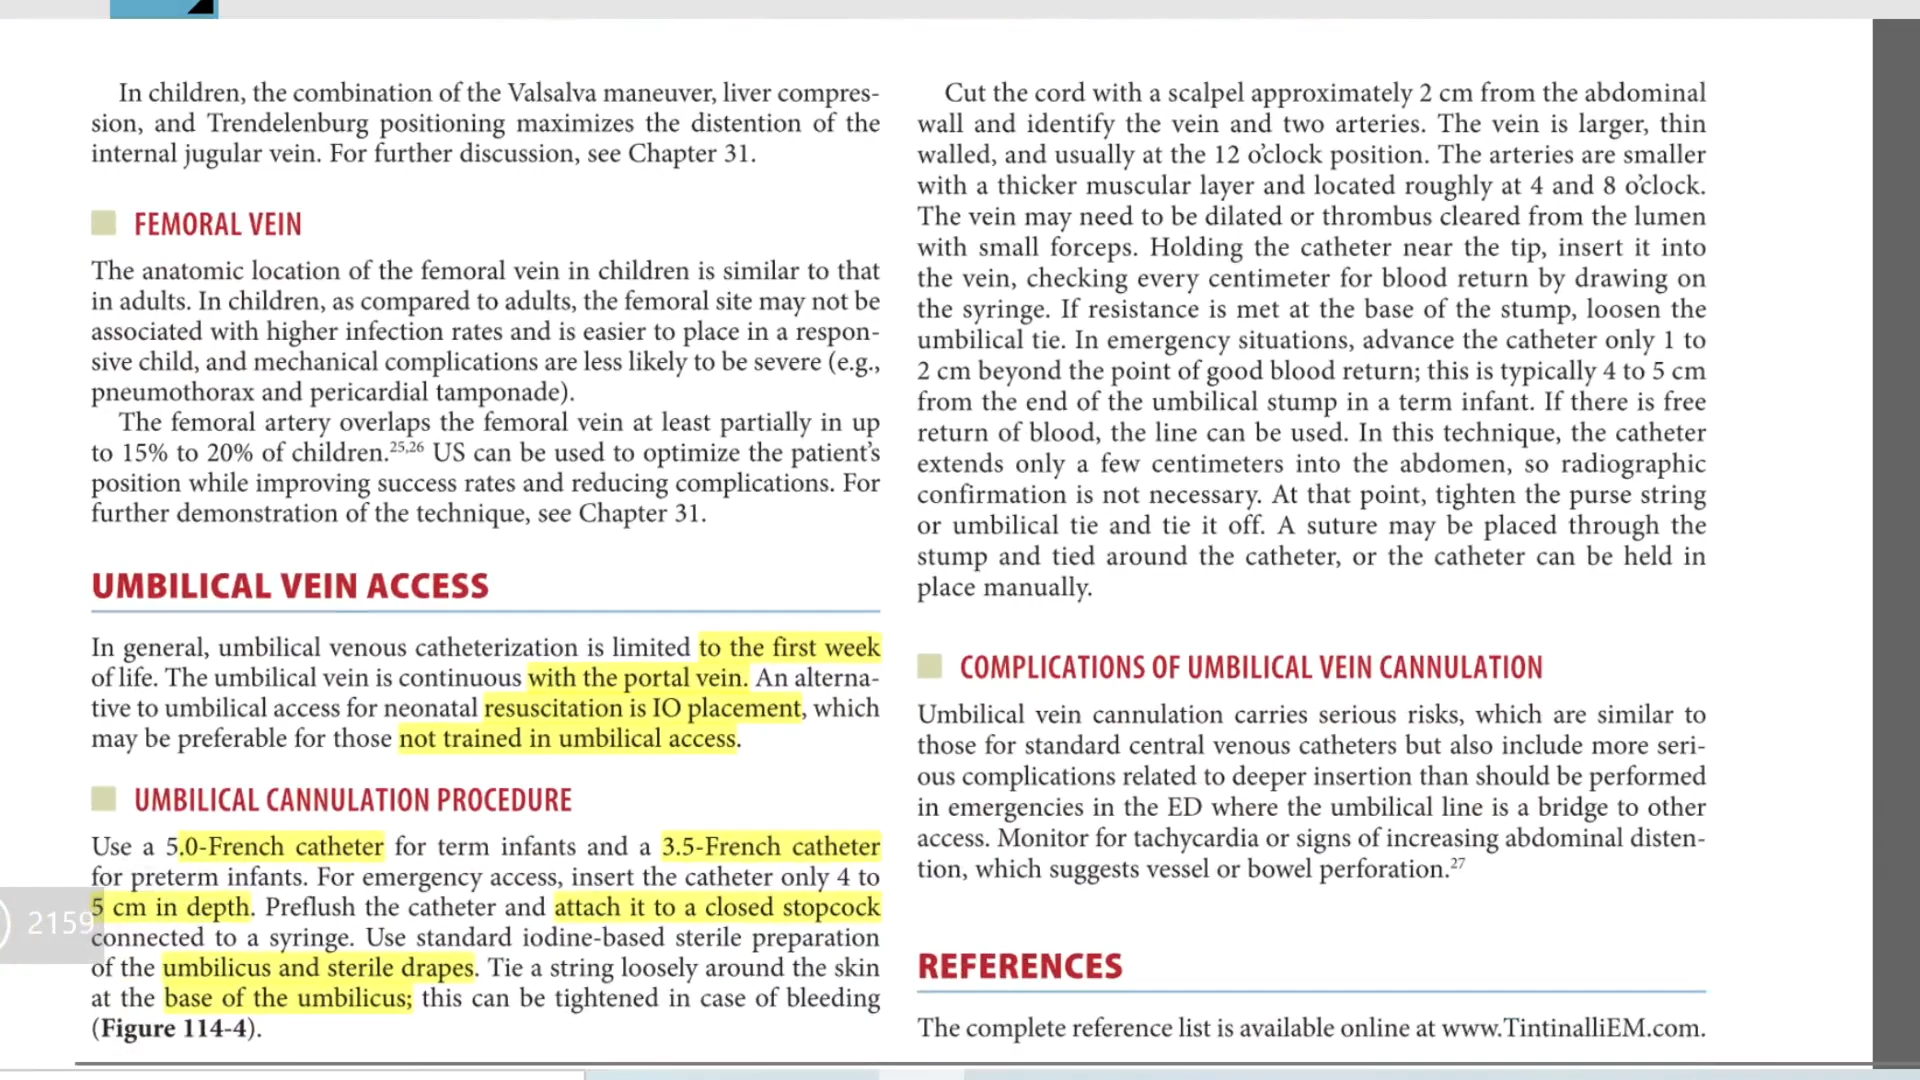 In children, the combination of the Valsalva maneuver, liver compres-
sion, and Trendelenburg positioning maximizes the distention of the
internal jugular vein. For further discussion, see Chapter 31.
FEMORAL VEIN
The anatomic location of the femoral vein in children is similar to that
in adults. In children, as compared to adults, the femoral site may not be
associated with higher infection rates and is easier to place in a respon-
sive child, and mechanical complications are less likely to be severe (e.g.,
pneumothorax and pericardial tamponade).
The femoral artery overlaps the femoral vein at least partially in up
to 15% to 20% of children.25,26 US can be used to optimize the patient's
position while improving success rates and reducing complications. For
further demonstration of the technique, see Chapter 31.
UMBILICAL VEIN ACCESS
In general, umbilical venous catheterization is limited to the first week
of life. The umbilical vein is continuous with the portal vein. An alterna-
tive to umbilical access for neonatal resuscitation is IO placement, which
may be preferable for those not trained in umbilical access.
UMBILICAL CANNULATION PROCEDURE
Use a 5.0-French catheter for term infants and a 3.5-French catheter
for preterm infants. For emergency access, insert the catheter only 4 to
5 cm in depth. Preflush the catheter and attach it to a closed stopcock
connected to a syringe. Use standard iodine-based sterile preparation
of the umbilicus and sterile drapes. Tie a string loosely around the skin
at the base of the umbilicus; this can be tightened in case of bleeding
(Figure 114-4).
2159
Cut the cord with a scalpel approximately 2 cm from the abdominal
wall and identify the vein and two arteries. The vein is larger, thin
walled, and usually at the 12 o'clock position. The arteries are smaller
with a thicker muscular layer and located roughly at 4 and 8 o'clock.
The vein may need to be dilated or thrombus cleared from the lumen
with small forceps. Holding the catheter near the tip, insert it into
the vein, checking every centimeter for blood return by drawing on
the syringe. If resistance is met at the base of the stump, loosen the
umbilical tie. In emergency situations, advance the catheter only 1 to
2 cm beyond the point of good blood return; this is typically 4 to 5 cm
from the end of the umbilical stump in a term infant. If there is free
return of blood, the line can be used. In this technique, the catheter
extends only a few centimeters into the abdomen, so radiographic
confirmation is not necessary. At that point, tighten the purse string
or umbilical tie and tie it off. A suture may be placed through the
stump and tied around the catheter, or the catheter can be held in
place manually.
COMPLICATIONS OF UMBILICAL VEIN CANNULATION
Umbilical vein cannulation carries serious risks, which are similar to
those for standard central venous catheters but also include more seri-
ous complications related to deeper insertion than should be performed
in emergencies in the ED where the umbilical line is a bridge to other
access. Monitor for tachycardia or signs of increasing abdominal disten-
tion, which suggests vessel or bowel perforation.27
REFERENCES
The complete reference list is available online at www.TintinalliEM.com.